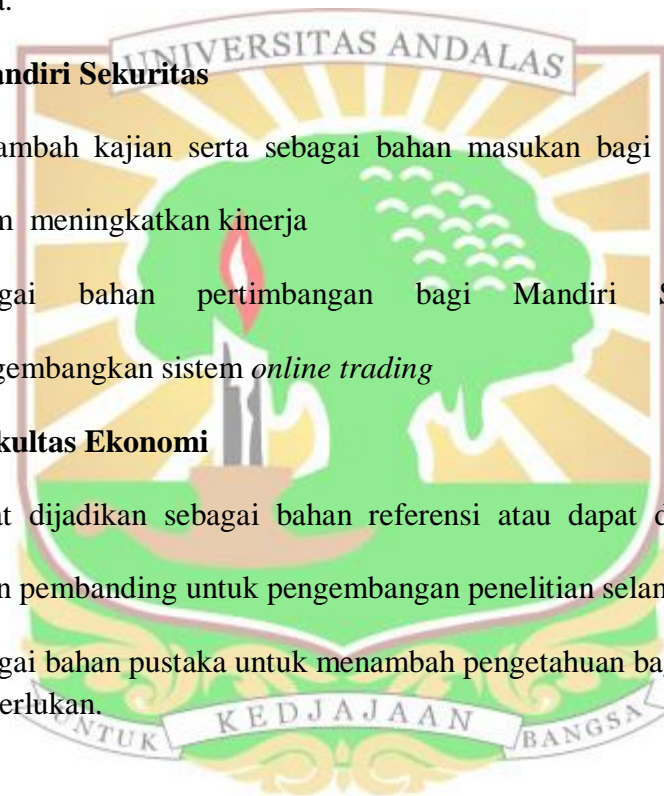 a.
UNIVERSITAS ANDALAS
andiri Sekuritas
ambah kajian serta sebagai bahan masukan bagi
m meningkatkan kinerja
gai bahan pertimbangan bagi Mandiri S
gembangkan sistem online trading
kultas Ekonomi
at dijadikan sebagai bahan referensi atau dapat d
n pembanding untuk pengembangan penelitian selan
gai bahan pustaka untuk menambah pengetahuan bag
erlukan.
UNTUK KEDJAJAAN BANGSA